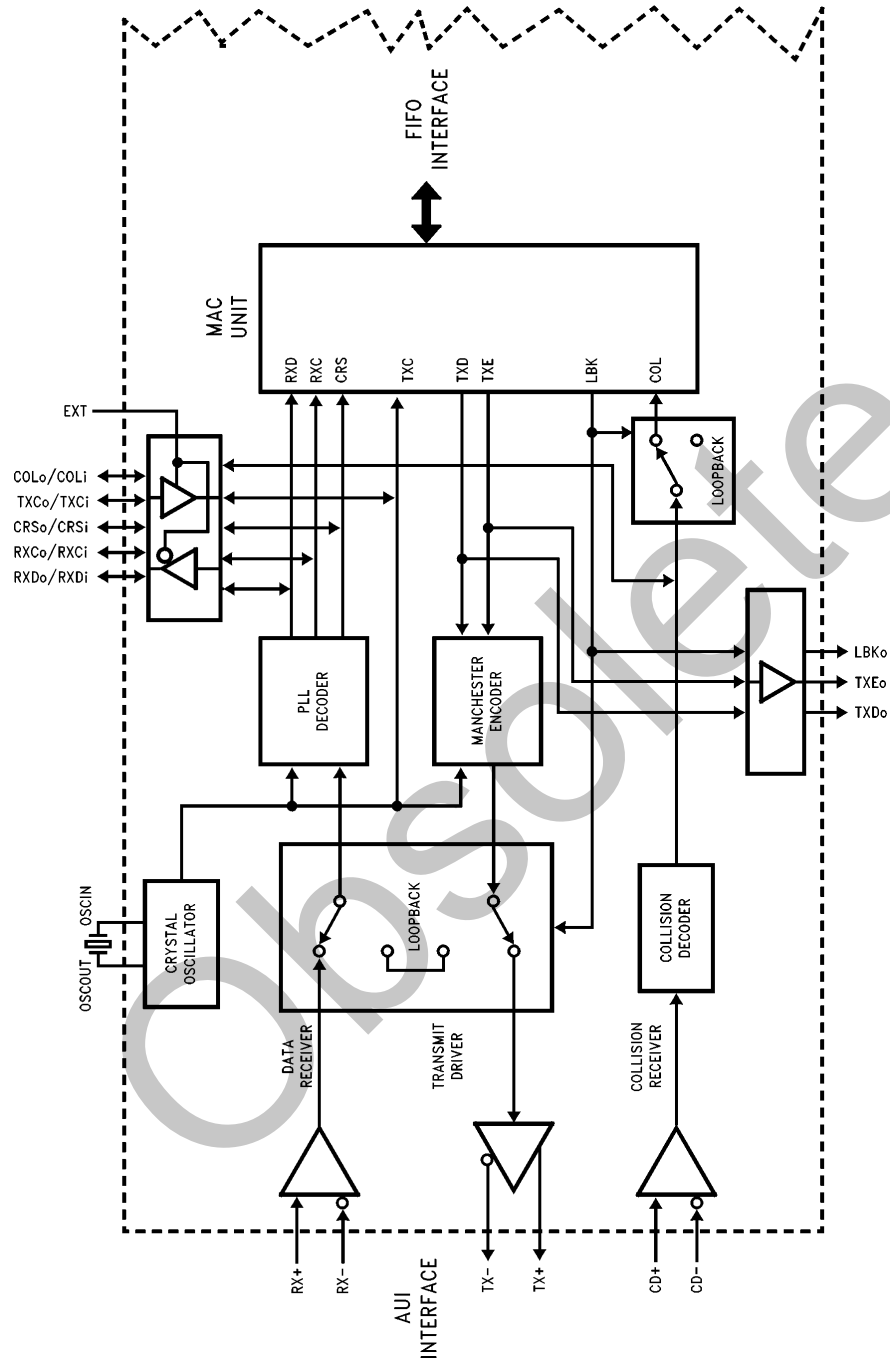 FIFO
INTERFACE
MAC
UNIT
RXD
RXC
CRS
TXC
TXD
TXE
LBK
COL
EXT
COLo/COLi
TXCo/TXCi
CRSo/CRSi
RXCo/RXCi
RXDo/RXDi
LOOPBACK
PLL
DECODER
MANCHESTER
ENCODER
LBKo
TXEo
TXDo
OSCOUT
OSCIN
CRYSTAL
OSCILLATOR
LOOPBACK
COLLISION
DECODER
DATA
RECEIVER
TRANSMIT
DRIVER
COLLISION
RECEIVER
RX+
RX-
TX-
TX+
CD+
CD-
AUI
INTERFACE
Obsolete